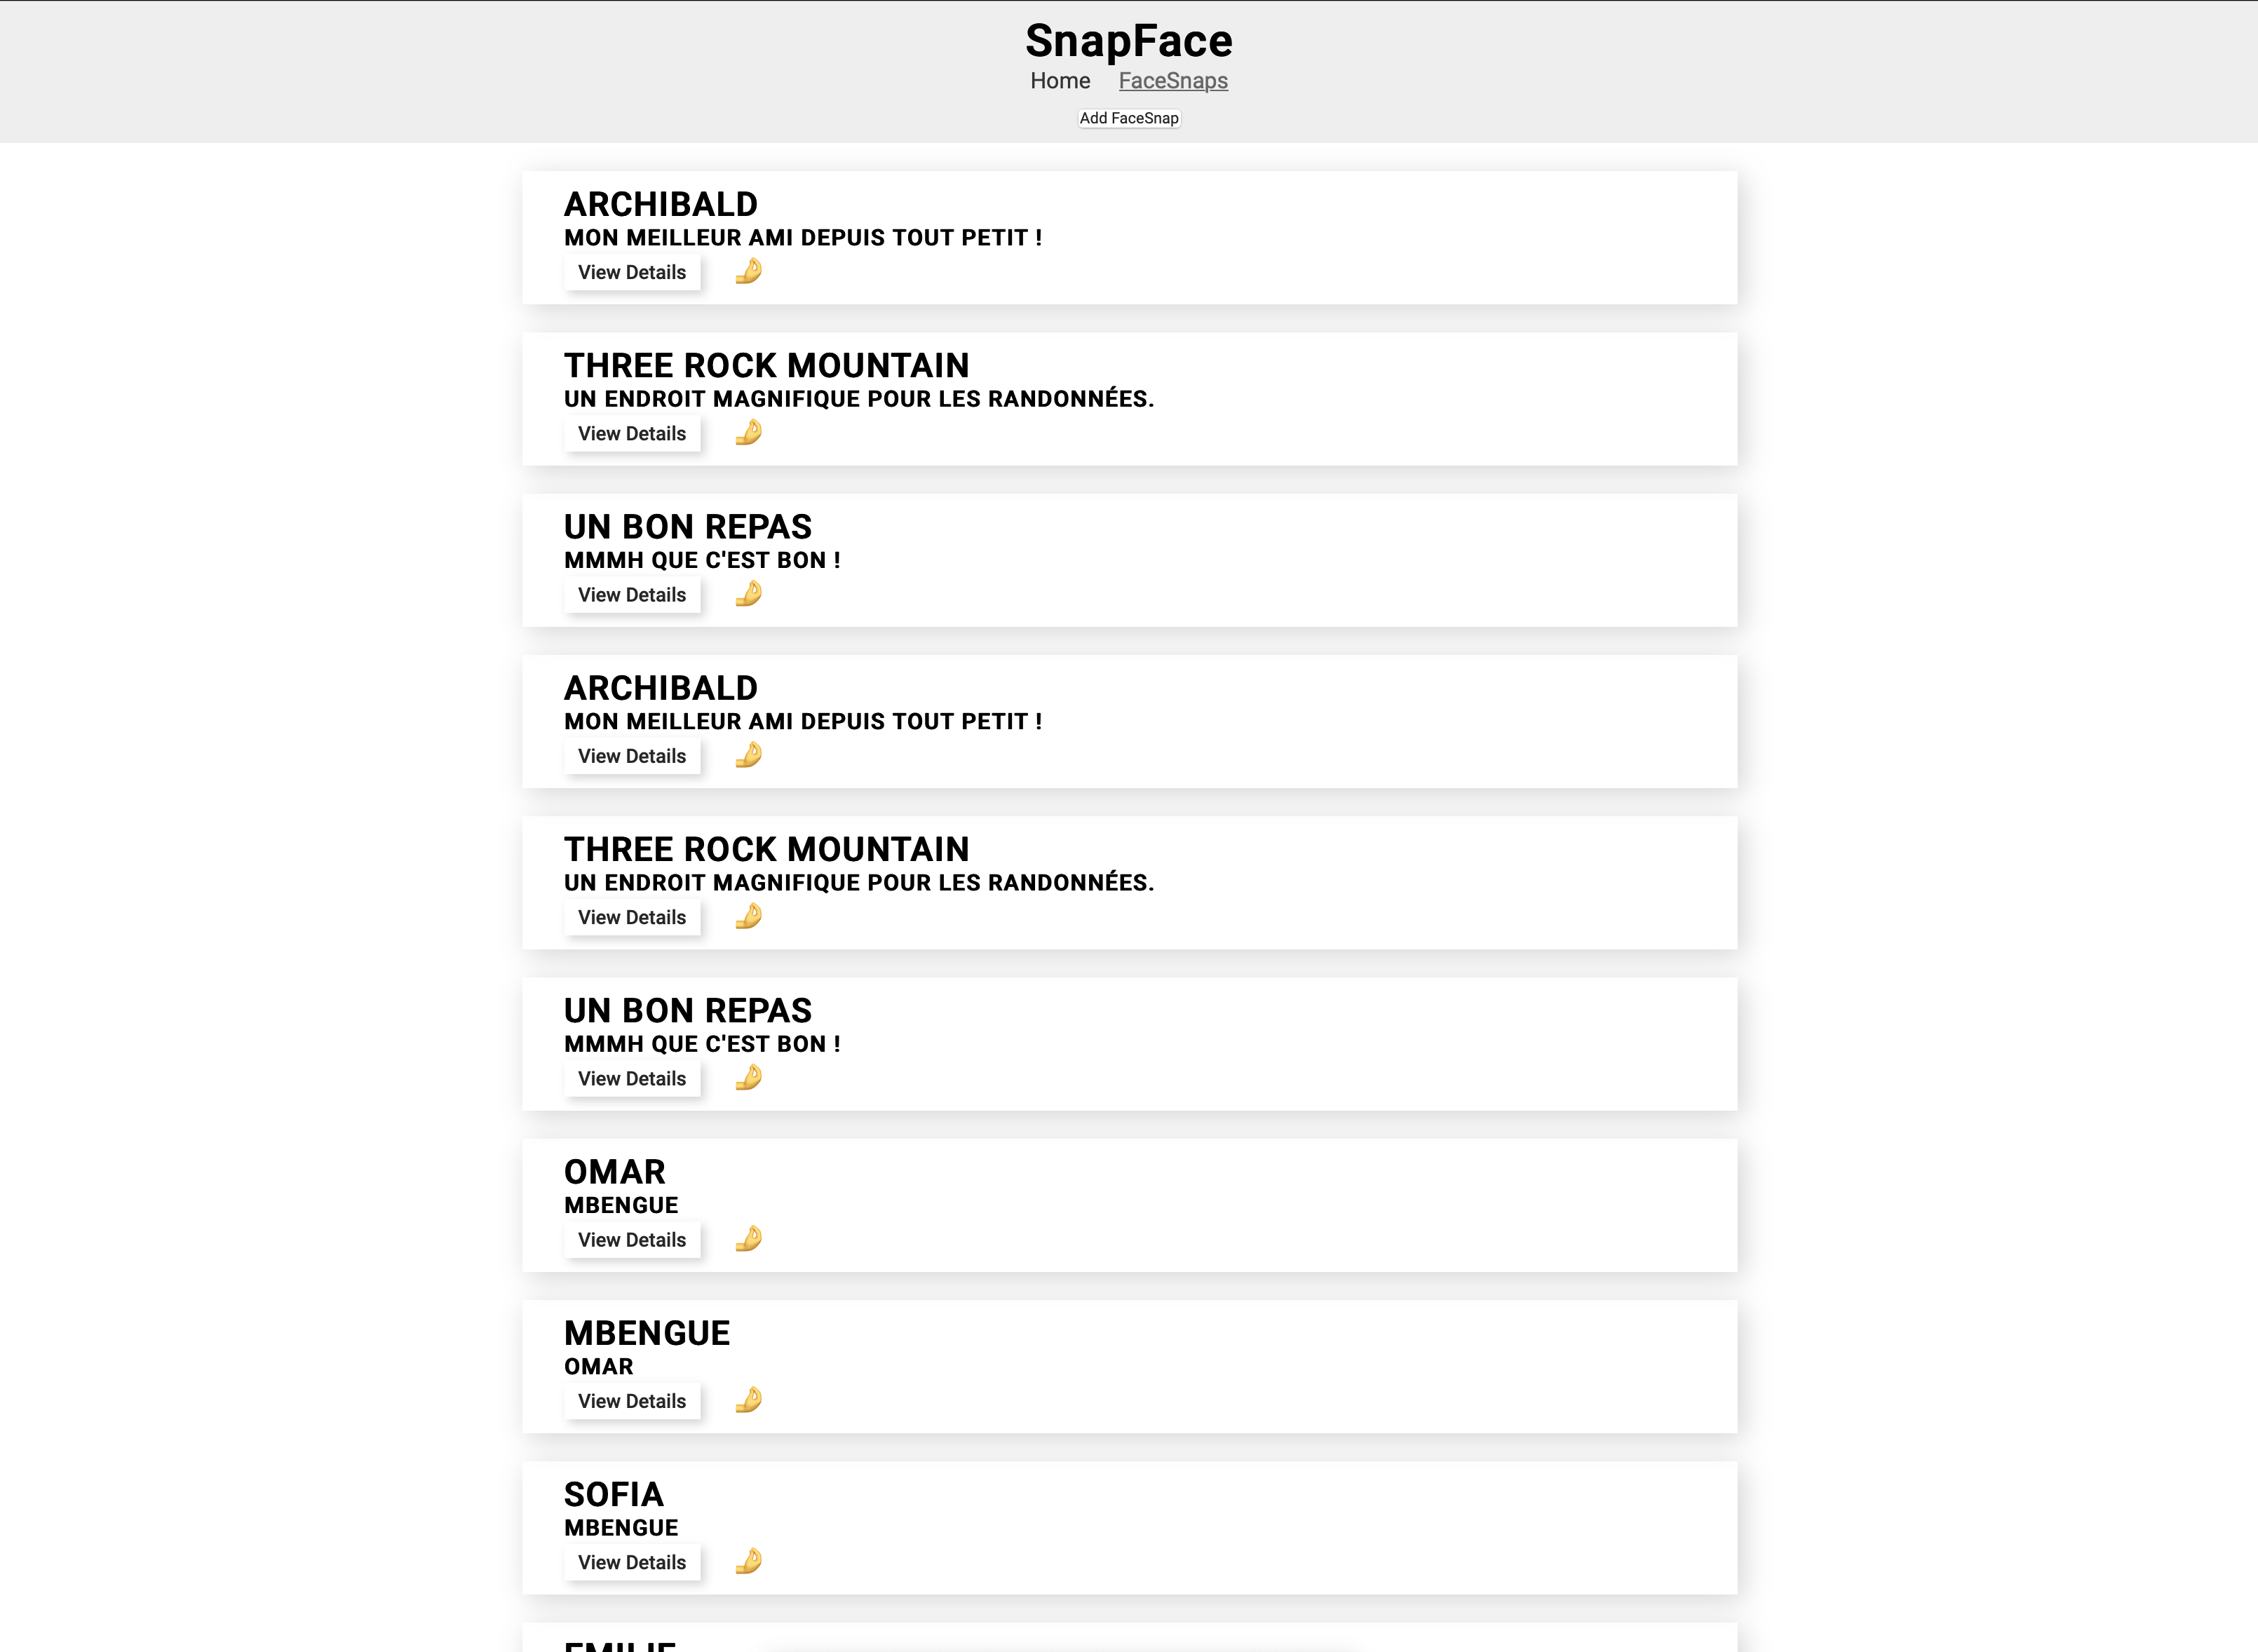 SnapFace
Home FaceSnaps
Add FaceSnap
ARCHIBALD
MON MEILLEUR AMI DEPUIS TOUT PETIT !
View Details
THREE ROCK MOUNTAIN
UN ENDROIT MAGNIFIQUE POUR LES RANDONNÉES.
View Details
UN BON REPAS
MMMH QUE C'EST BON !
View Details
ARCHIBALD
MON MEILLEUR AMI DEPUIS TOUT PETIT !
View Details
THREE ROCK MOUNTAIN
UN ENDROIT MAGNIFIQUE POUR LES RANDONNÉES.
View Details
UN BON REPAS
MMMH QUE C'EST BON !
View Details
OMAR
MBENGUE
View Details
MBENGUE
OMAR
View Details
SOFIA
MBENGUE
View Details